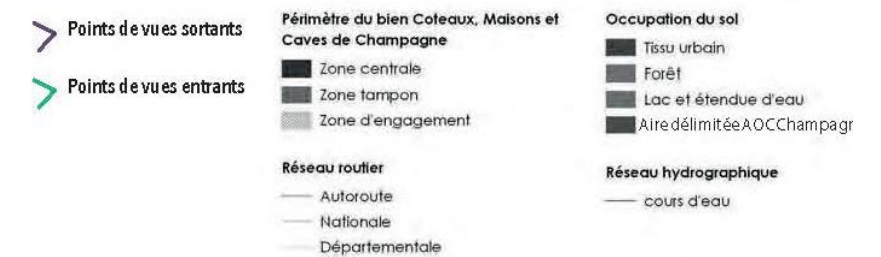 Points de vues sortants
Points de vues entrants
Périmètre du bien Coteaux, Maisons et
Caves de Champagne
Zone centrale
Zone tampon
Zone d'engagement
Réseau routier
Autoroute
Nationale
Départementale
Occupation du sol
Tissu urbain
Forêt
Lac et étendue d'eau
Aire délimitée AOC Champagr
Réseau hydrographique
cours d'eau